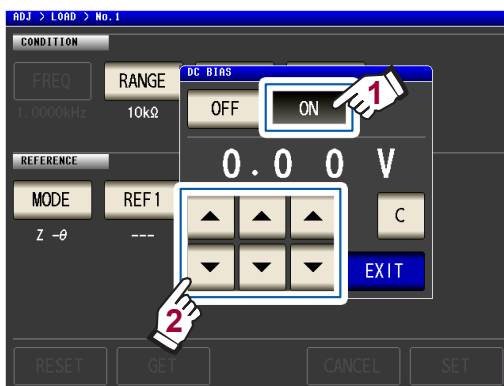 ADJ > LOAD > No.1
CONDITION
FREQ
RANGE
1.0000kHz
10kΩ
DC BIAS
OFF
ON
1
0.00 V
REFERENCE
MODE
REF1
Z -θ
---
C
EXIT
2
RESET
GET
CANCEL
SET